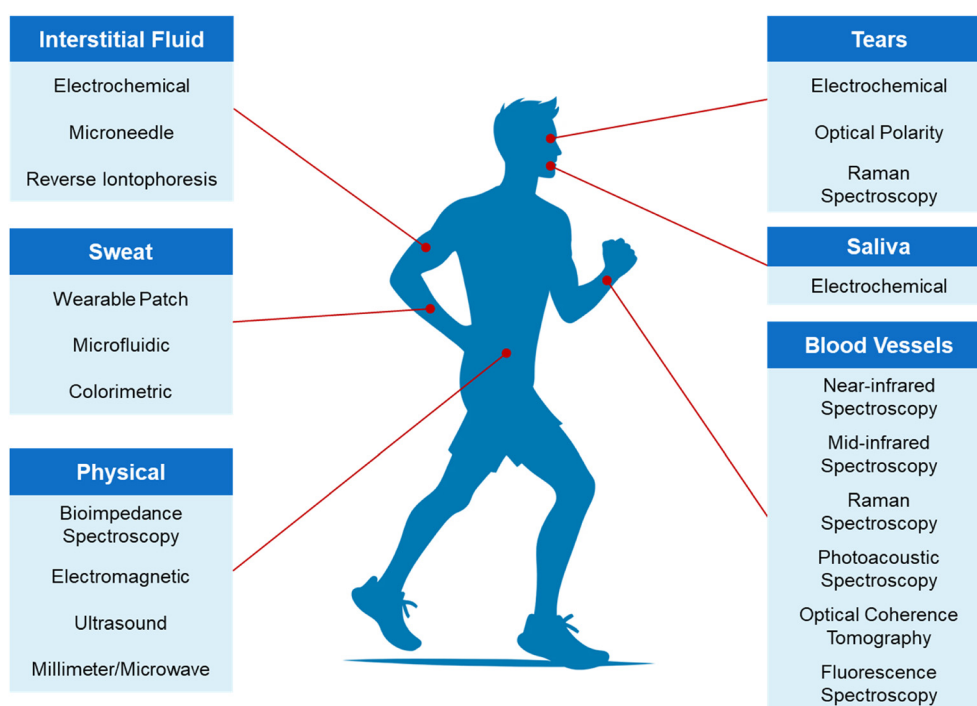 Interstitial Fluid
Electrochemical
Microneedle
Reverse Iontophoresis
Sweat
Wearable Patch
Microfluidic
Colorimetric
Physical
Bioimpedance
Spectroscopy
Electromagnetic
Ultrasound
Millimeter/Microwave
Tears
Electrochemical
Optical Polarity
Raman
Spectroscopy
Saliva
Electrochemical
Blood Vessels
Near-infrared
Spectroscopy
Mid-infrared
Spectroscopy
Raman
Spectroscopy
Photoacoustic
Spectroscopy
Optical Coherence
Tomography
Fluorescence
Spectroscopy